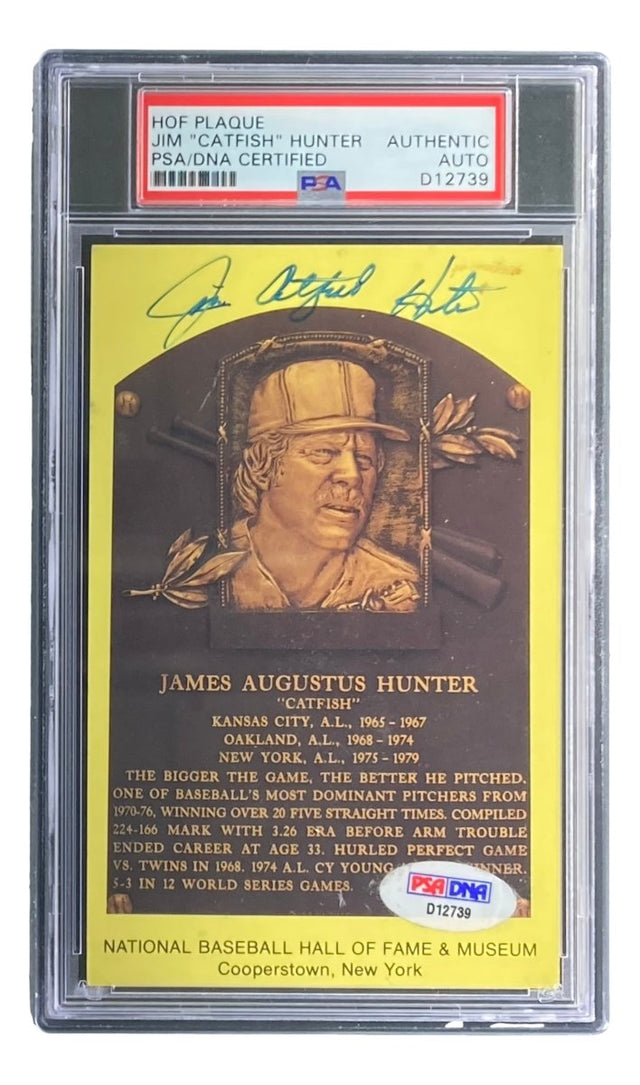 HOF PLAQUE
JIM "CATFISH" HUNTER AUTHENTIC
PSA/DNA CERTIFIED AUTO
PSA D12739
Jim Catfish Hunter
JAMES AUGUSTUS HUNTER
"CATFISH"
KANSAS CITY, A.L., 1965 - 1967
OAKLAND, A.L., 1968 - 1974
NEW YORK, A.L., 1975 - 1979
THE BIGGER THE GAME, THE BETTER HE PITCHED.
ONE OF BASEBALL'S MOST DOMINANT PITCHERS FROM
1970-76, WINNING OVER 20 FIVE STRAIGHT TIMES. COMPILED
224-166 MARK WITH 3.26 ERA BEFORE ARM TROUBLE
ENDED CAREER AT AGE 33. HURLED PERFECT GAME
VS. TWINS IN 1968. 1974 A.L. CY YOUNG WINNER.
5-3 IN 12 WORLD SERIES GAMES.
PSA DNA
D12739
NATIONAL BASEBALL HALL OF FAME & MUSEUM
Cooperstown, New York